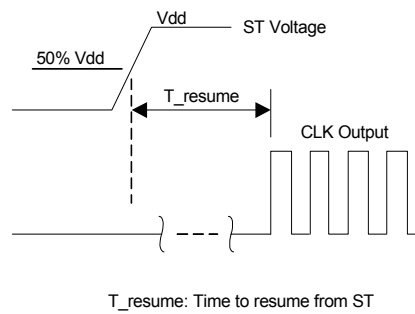 Vdd
ST Voltage
50% Vdd
T_resume
CLK Output
T_resume: Time to resume from ST